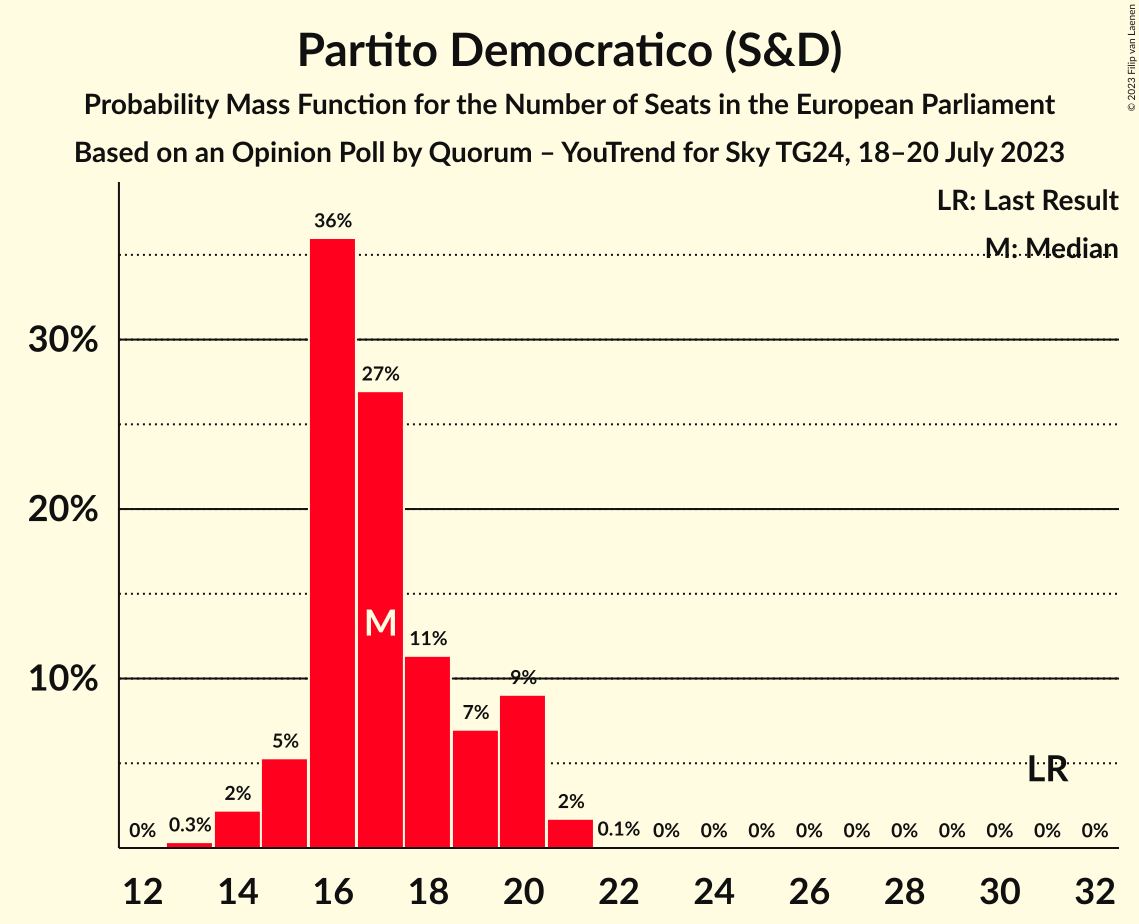 Partito Democratico (S&D)
Probability Mass Function for the Number of Seats in the European Parliament
Based on an Opinion Poll by Quorum – YouTrend for Sky TG24, 18–20 July 2023
© 2023 Filip van Laenen
LR: Last Result
M: Median
30%
20%
10%
0% 0.3% 2% 5% 36% 27% 11% 7% 9% 2% 0.1% 0% 0% 0% 0% 0% 0% 0% 0% 0% 0%
M
LR
12 14 16 18 20 22 24 26 28 30 32